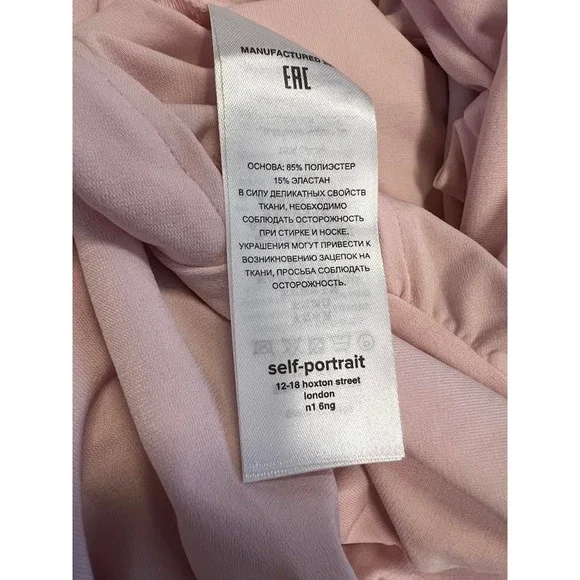 MANUFACTURED
EAC
ОСНОВА: 85% ПОЛИЭСТЕР
15% ЭЛАСТАН
В СИЛУ ДЕЛИКАТНЫХ СВОЙСТВ
ТКАНИ, НЕОБХОДИМО
СОБЛЮДАТЬ ОСТОРОЖНОСТЬ
ПРИ СТИРКЕ И НОСКЕ.
УКРАШЕНИЯ МОГУТ ПРИВЕСТИ К
ВОЗНИКНОВЕНИЮ ЗАЦЕПОК НА
ТКАНИ, ПРОСЬБА СОБЛЮДАТЬ
ОСТОРОЖНОСТЬ.
self-portrait
12-18 hoxton street
london
n1 6ng